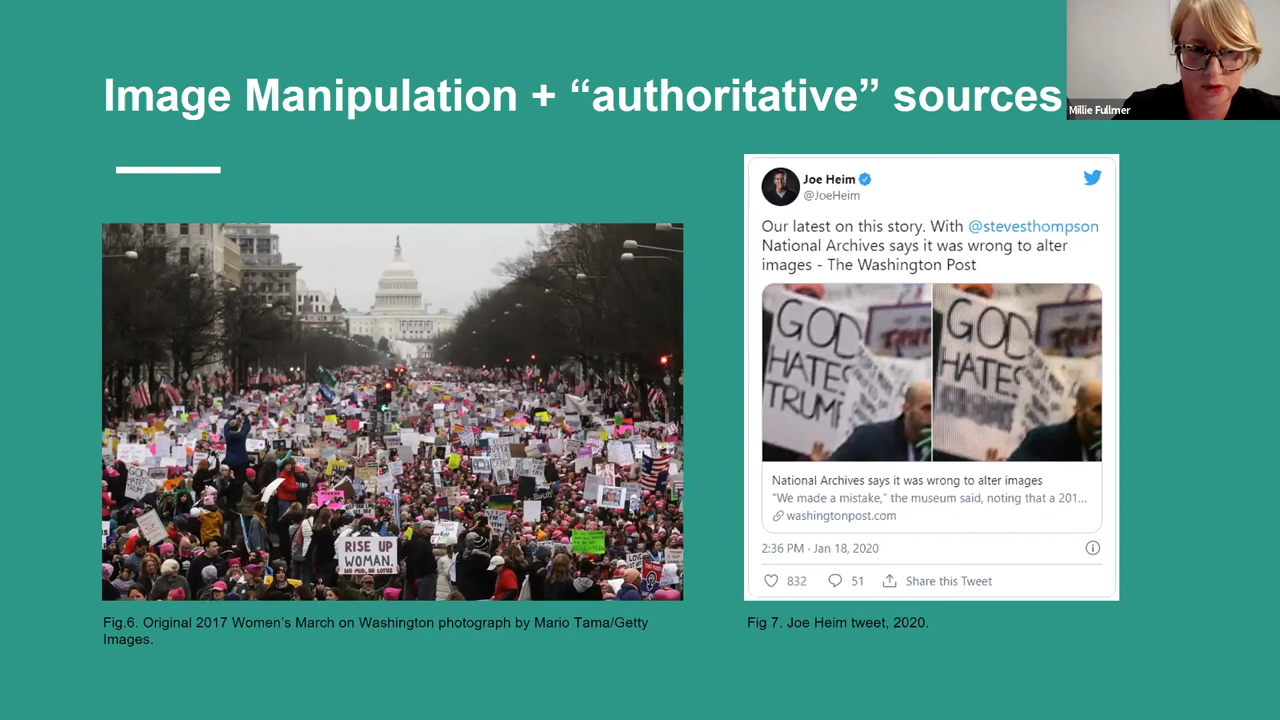 Image Manipulation + “authoritative” sources
Millie Fullmer
RISE UP
WOMAN.
Fig.6. Original 2017 Women’s March on Washington photograph by Mario Tama/Getty
Images.
Joe Heim
@JoeHeim
Our latest on this story. With @stevesthompson
National Archives says it was wrong to alter
images - The Washington Post
GOD
HATES
TRUMP
GOD
HATES
National Archives says it was wrong to alter images
“We made a mistake,” the museum said, noting that a 201...
washingtonpost.com
2:36 PM · Jan 18, 2020
832
51
Share this Tweet
Fig 7. Joe Heim tweet, 2020.